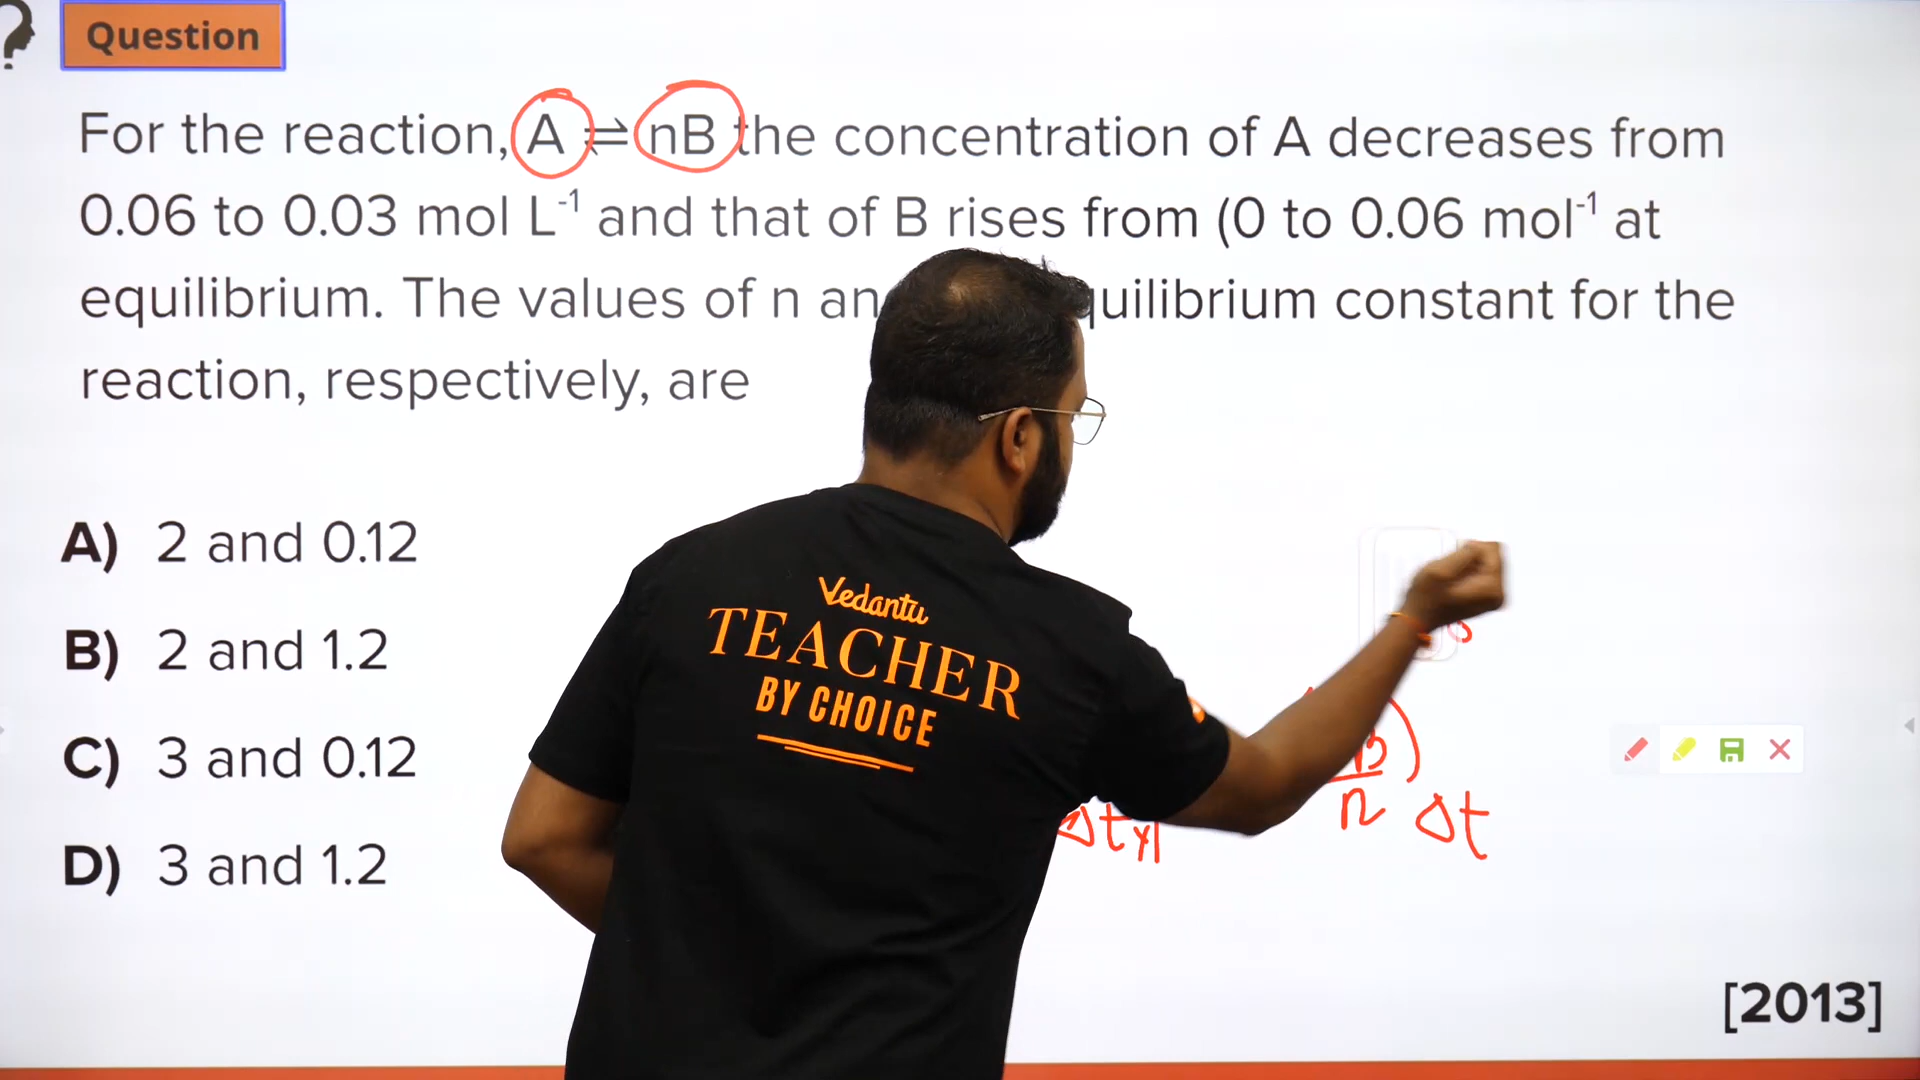 Question
For the reaction, A ⇌ nB the concentration of A decreases from
0.06 to 0.03 mol L⁻¹ and that of B rises from (0 to 0.06 mol⁻¹ at
equilibrium. The values of n an quilibrium constant for the
reaction, respectively, are
A) 2 and 0.12
B) 2 and 1.2
C) 3 and 0.12
D) 3 and 1.2
Vedantu
TEACHER
BY CHOICE
n Δt
Δt x1
[2013]